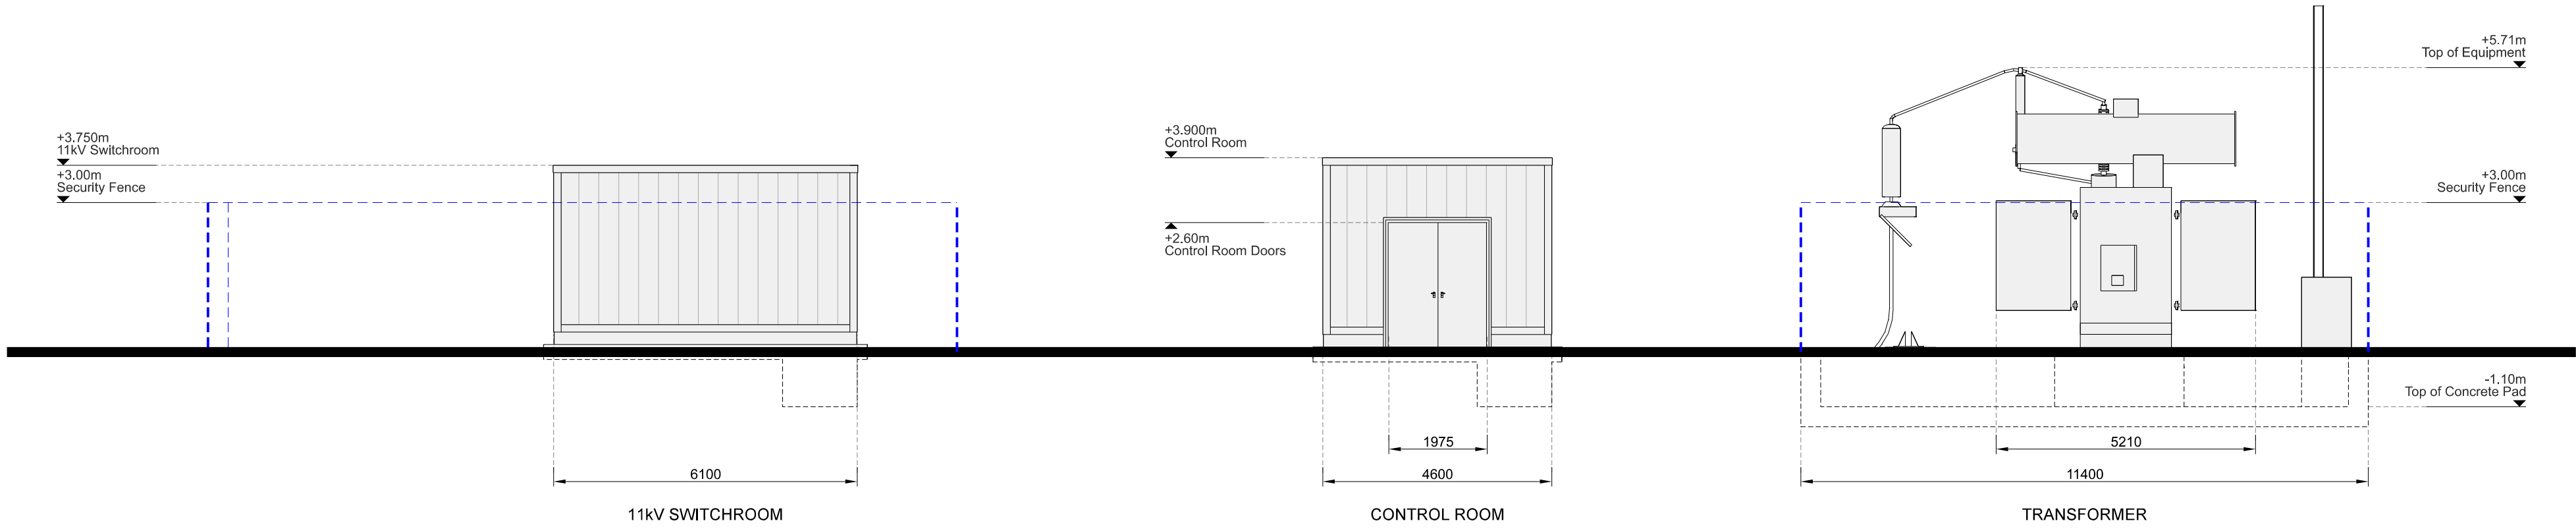 +3.750m
11kV Switchroom
+3.00m
Security Fence
6100
11kV SWITCHROOM
+3.900m
Control Room
+2.60m
Control Room Doors
1975
4600
CONTROL ROOM
+5.71m
Top of Equipment
+3.00m
Security Fence
-1.10m
Top of Concrete Pad
5210
11400
TRANSFORMER